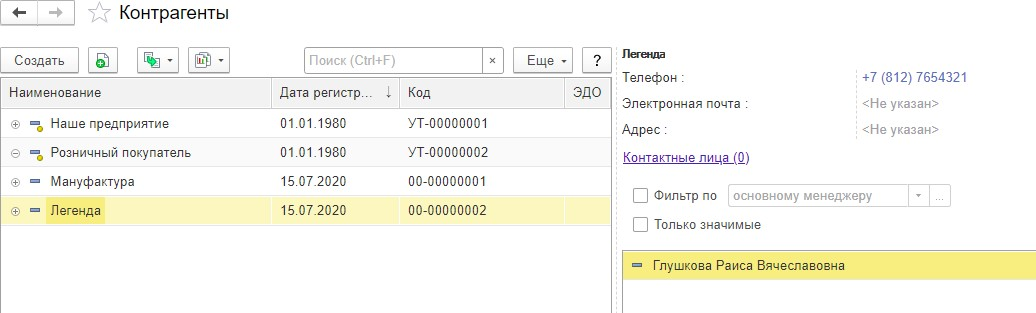 Контрагенты
Создать
Поиск (Ctrl+F)
×
Еще
?
Наименование Дата регистр... ↓ Код ЭДО
Наше предприятие 01.01.1980 УТ-00000001
Розничный покупатель 01.01.1980 УТ-00000002
Мануфактура 15.07.2020 00-00000001
Легенда 15.07.2020 00-00000002
Легенда
Телефон : +7 (812) 7654321
Электронная почта : <Не указан>
Адрес : <Не указан>
Контактные лица (0)
Фильтр по основному менеджеру ...
Только значимые
Глушкова Раиса Вячеславовна